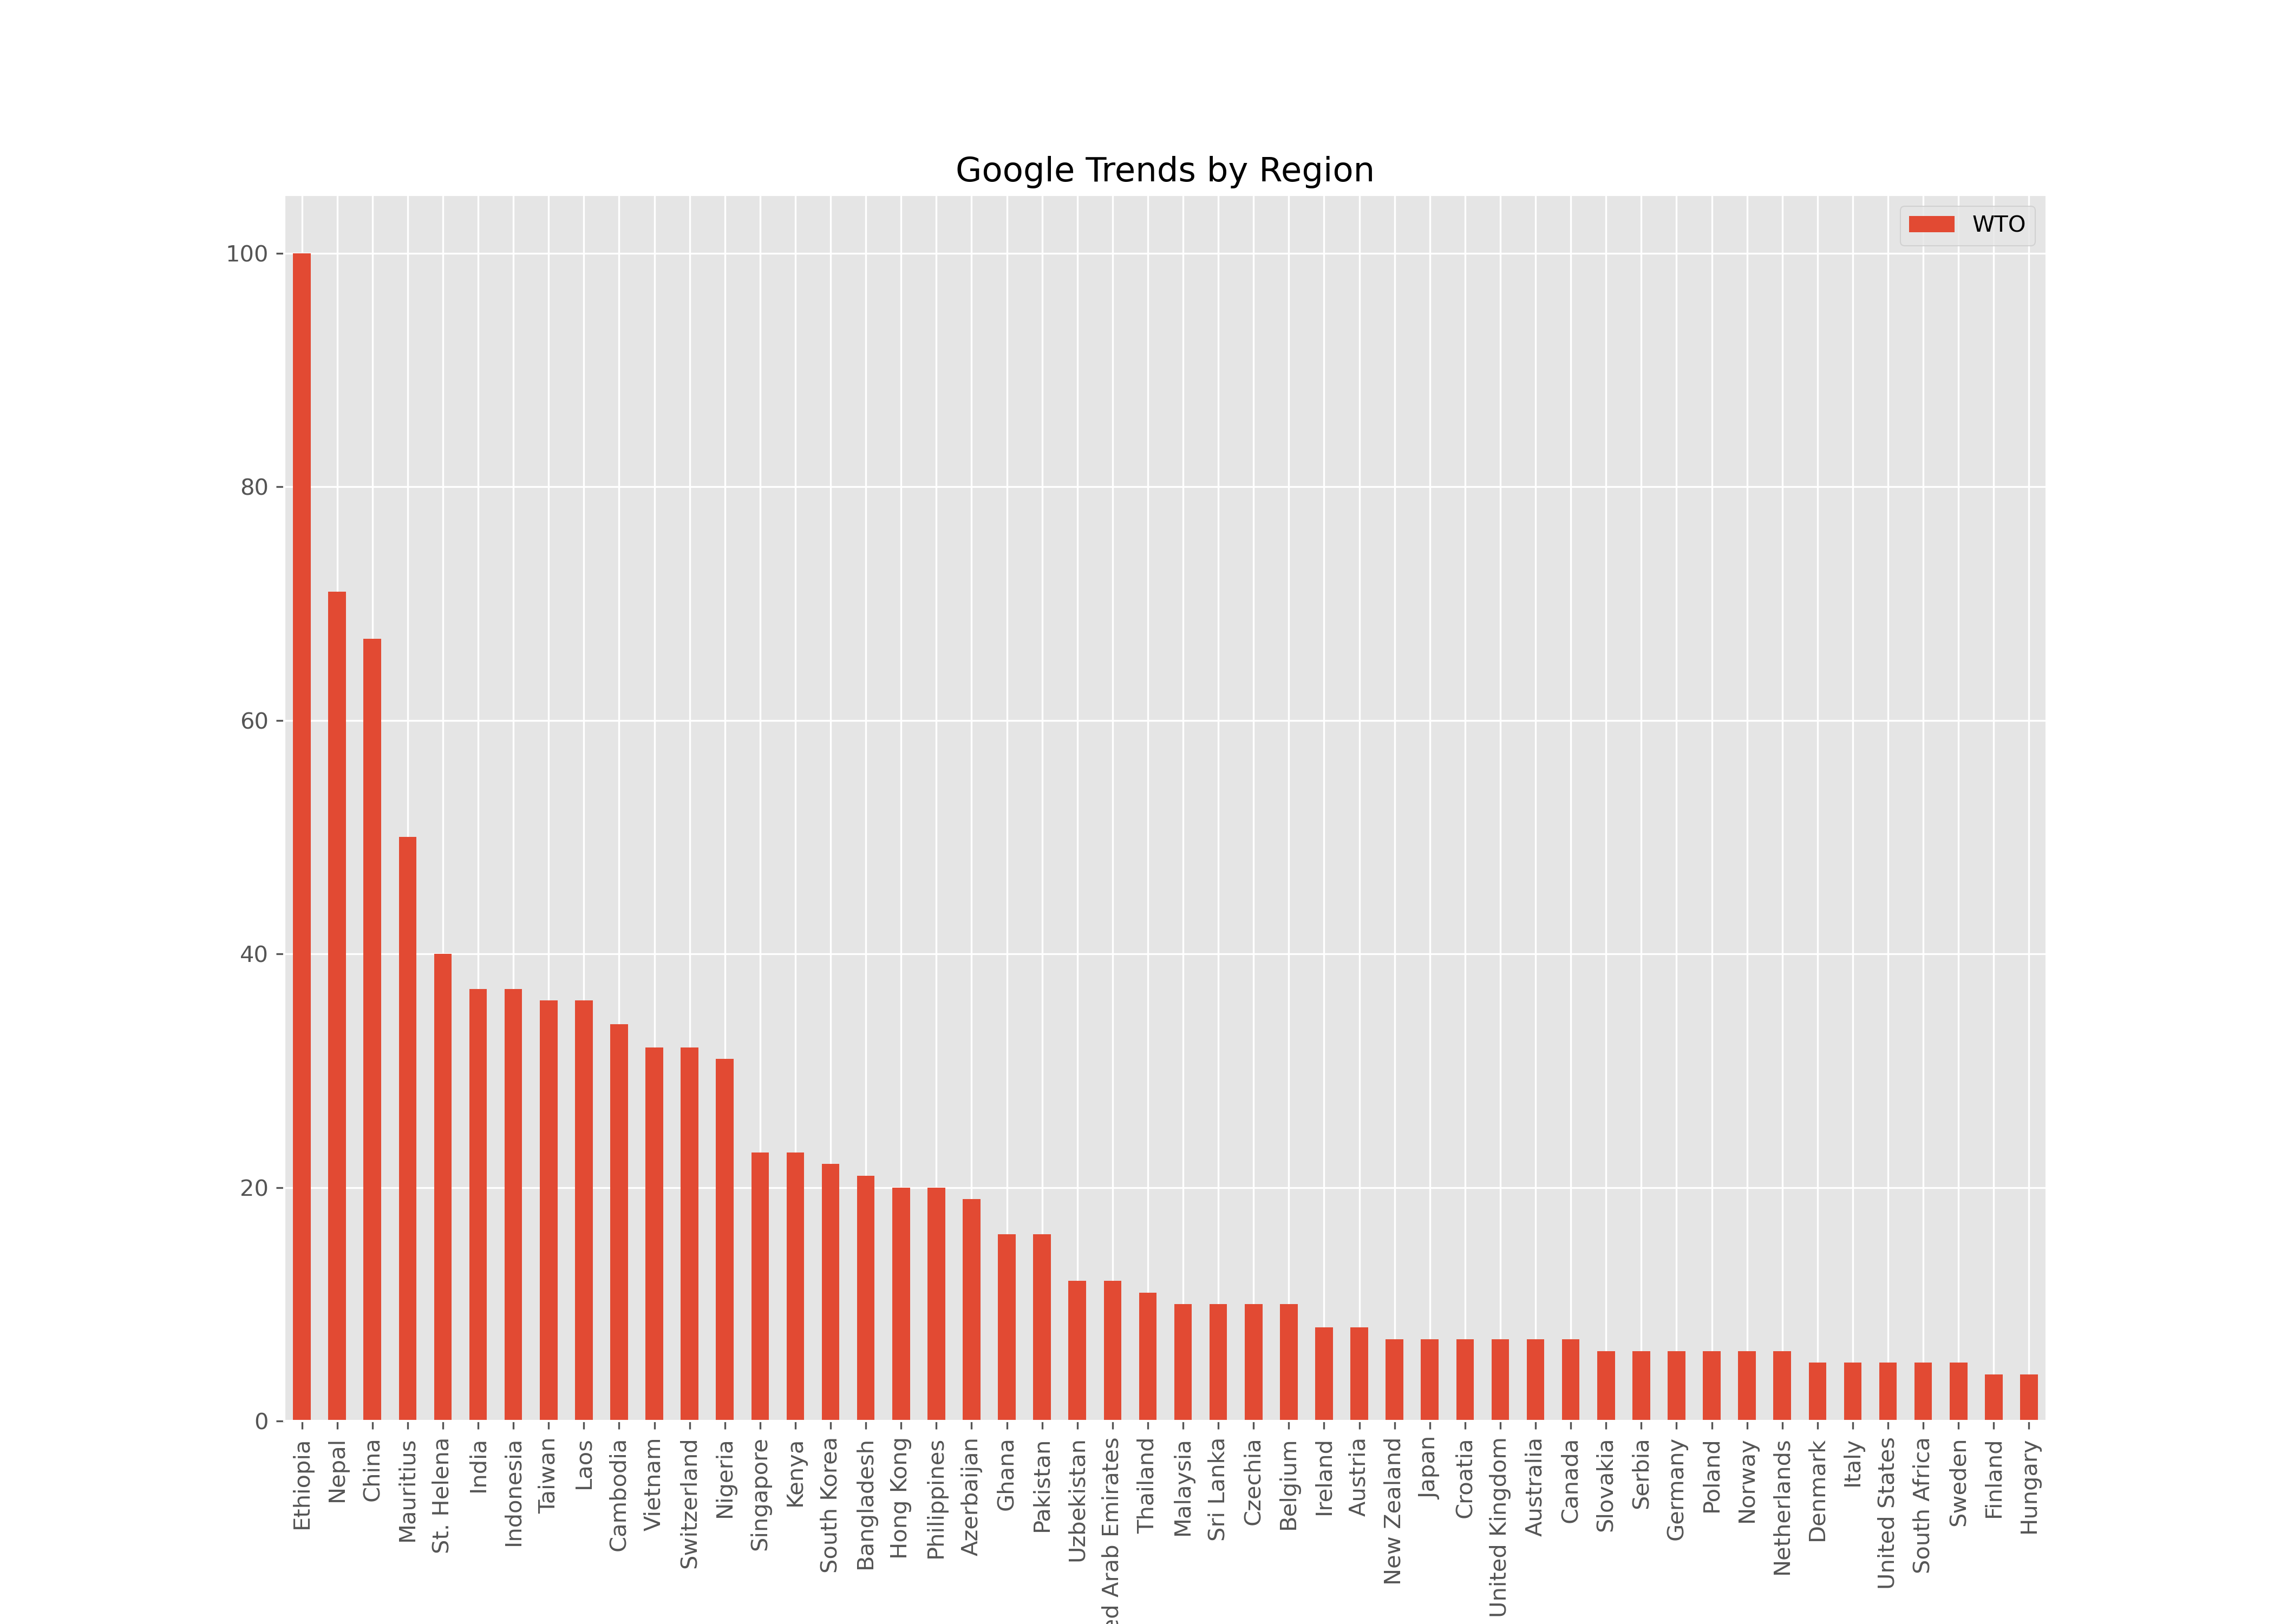 Google Trends by Region
WTO
100
80
60
40
20
0
Ethiopia
Nepal
China
Mauritius
St. Helena
India
Indonesia
Taiwan
Laos
Cambodia
Vietnam
Switzerland
Nigeria
Singapore
Kenya
South Korea
Bangladesh
Hong Kong
Philippines
Azerbaijan
Ghana
Pakistan
Uzbekistan
ed Arab Emirates
Thailand
Malaysia
Sri Lanka
Czechia
Belgium
Ireland
Austria
New Zealand
Japan
Croatia
United Kingdom
Australia
Canada
Slovakia
Serbia
Germany
Poland
Norway
Netherlands
Denmark
Italy
United States
South Africa
Sweden
Finland
Hungary